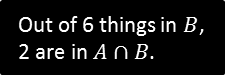 Out of 6 things in B,
2 are in A ∩ B.